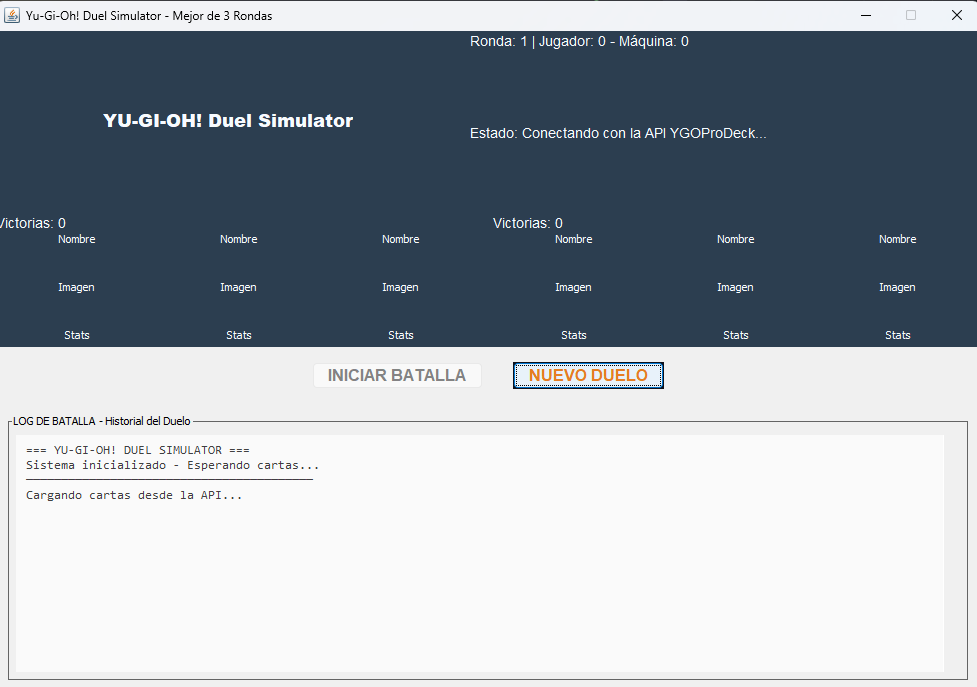 Yu-Gi-Oh! Duel Simulator - Mejor de 3 Rondas
Ronda: 1 | Jugador: 0 - Máquina: 0
YU-GI-OH! Duel Simulator
Estado: Conectando con la API YGOProDeck...
Victorias: 0 Victorias: 0
Nombre Nombre Nombre Nombre Nombre Nombre
Imagen Imagen Imagen Imagen Imagen Imagen
Stats Stats Stats Stats Stats Stats
INICIAR BATALLA NUEVO DUELO
LOG DE BATALLA - Historial del Duelo
=== YU-GI-OH! DUEL SIMULATOR ===
Sistema inicializado - Esperando cartas...
Cargando cartas desde la API...